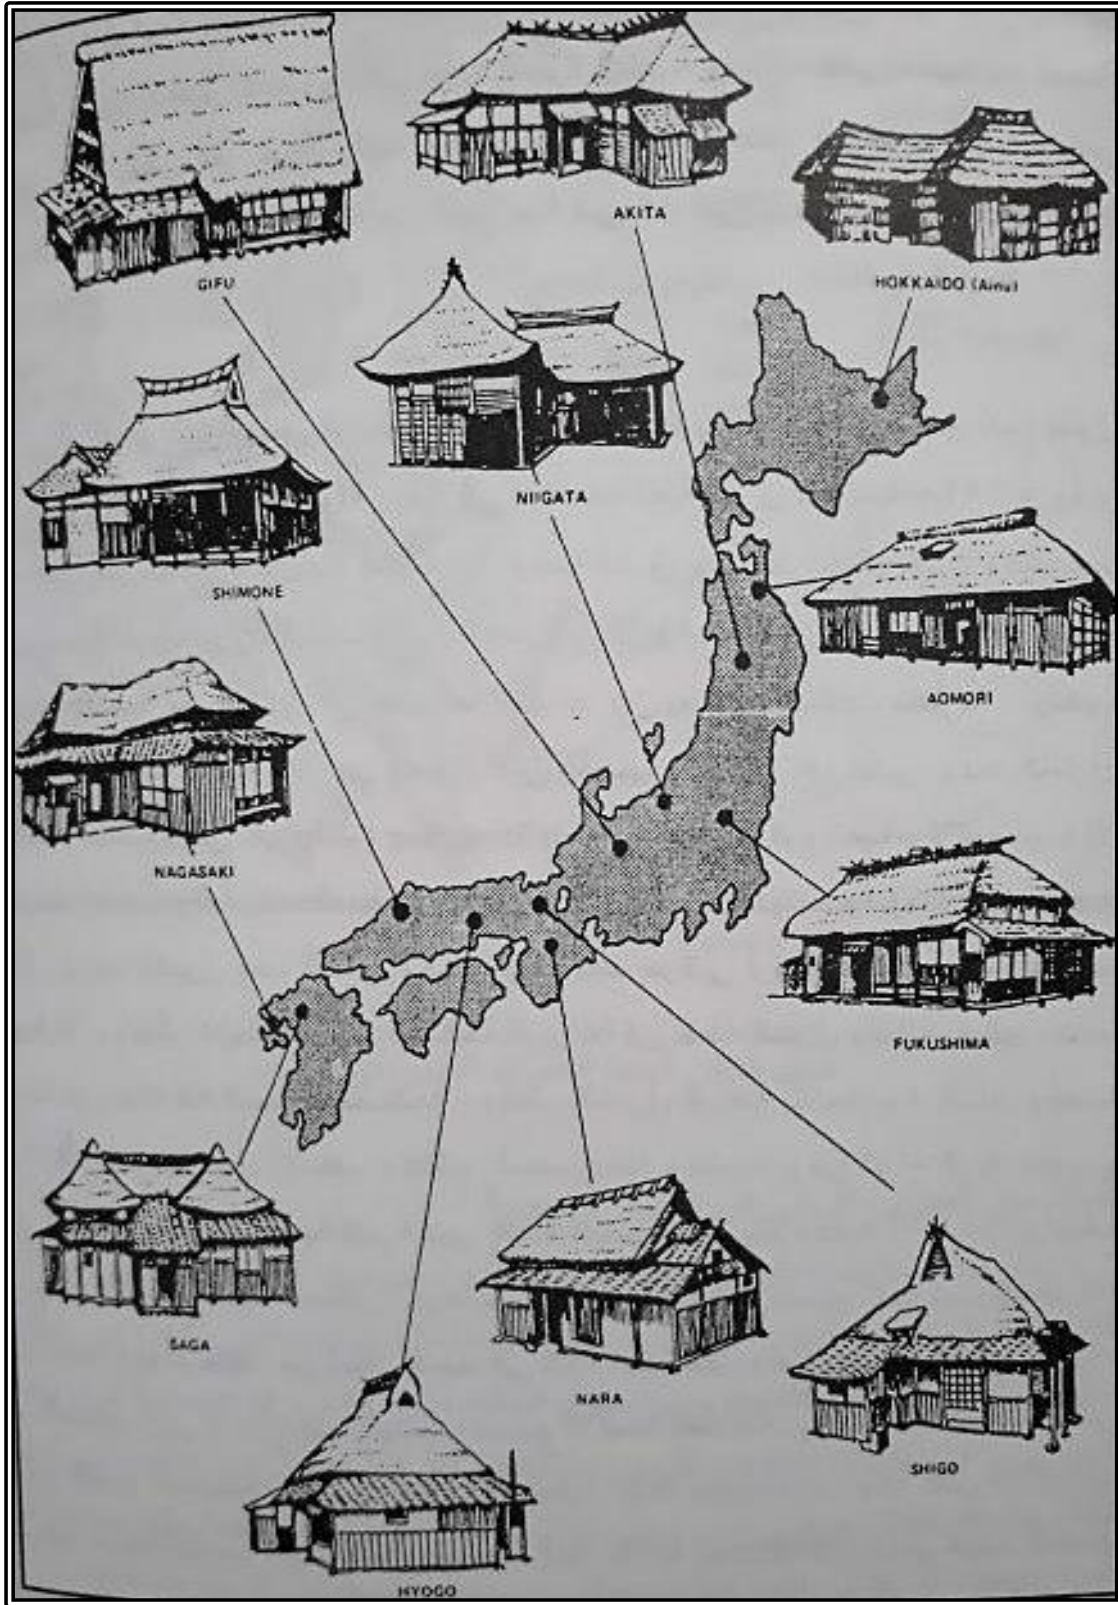 AKITA
GIFU
HOKKAIDO (Ainu)
NIIGATA
SHIMONE
AOMORI
NAGASAKI
FUKUSHIMA
SAGA
NARA
SHIGO
HYOGO